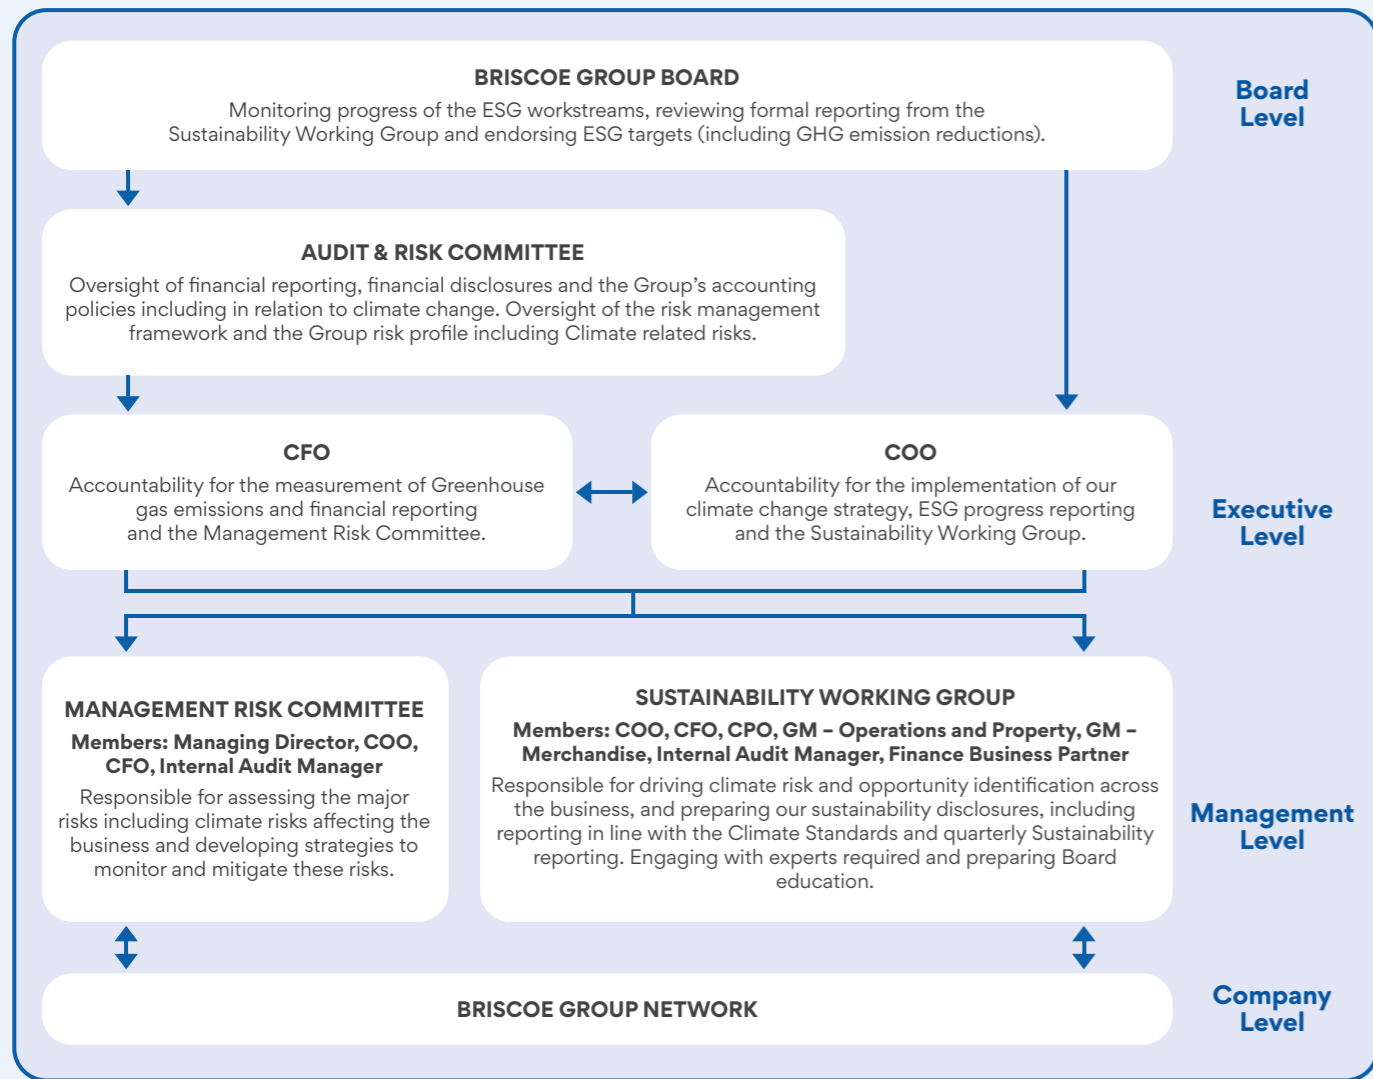 BRISCOE GROUP BOARD
Monitoring progress of the ESG workstreams, reviewing formal reporting from the
Sustainability Working Group and endorsing ESG targets (including GHG emission reductions).
Board
Level
AUDIT & RISK COMMITTEE
Oversight of financial reporting, financial disclosures and the Group’s accounting
policies including in relation to climate change. Oversight of the risk management
framework and the Group risk profile including Climate related risks.
CFO
Accountability for the measurement of Greenhouse
gas emissions and financial reporting
and the Management Risk Committee.
COO
Accountability for the implementation of our
climate change strategy, ESG progress reporting
and the Sustainability Working Group.
Executive
Level
MANAGEMENT RISK COMMITTEE
Members: Managing Director, COO,
CFO, Internal Audit Manager
Responsible for assessing the major
risks including climate risks affecting the
business and developing strategies to
monitor and mitigate these risks.
SUSTAINABILITY WORKING GROUP
Members: COO, CFO, CPO, GM – Operations and Property, GM –
Merchandise, Internal Audit Manager, Finance Business Partner
Responsible for driving climate risk and opportunity identification across
the business, and preparing our sustainability disclosures, including
reporting in line with the Climate Standards and quarterly Sustainability
reporting. Engaging with experts required and preparing Board
education.
Management
Level
BRISCOE GROUP NETWORK
Company
Level